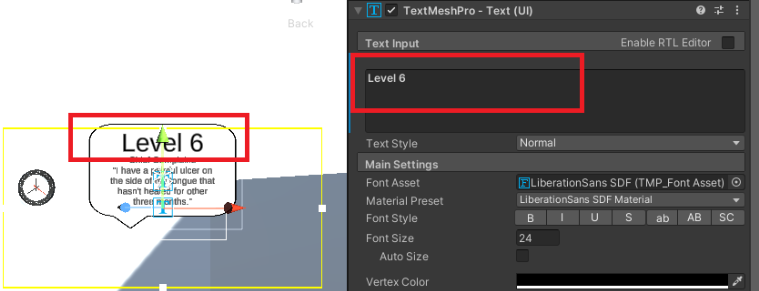 Back
Level 6
Chief Complaint
"I have a painful ulcer on
the side of my tongue that
hasn't healed for other
three months."
TextMeshPro - Text (UI)
Text Input
Enable RTL Editor
Level 6
Text Style
Normal
Main Settings
Font Asset
LiberationSans SDF (TMP_Font Asset)
Material Preset
LiberationSans SDF Material
Font Style
B I U S ab AB SC
Font Size
24
Auto Size
Vertex Color